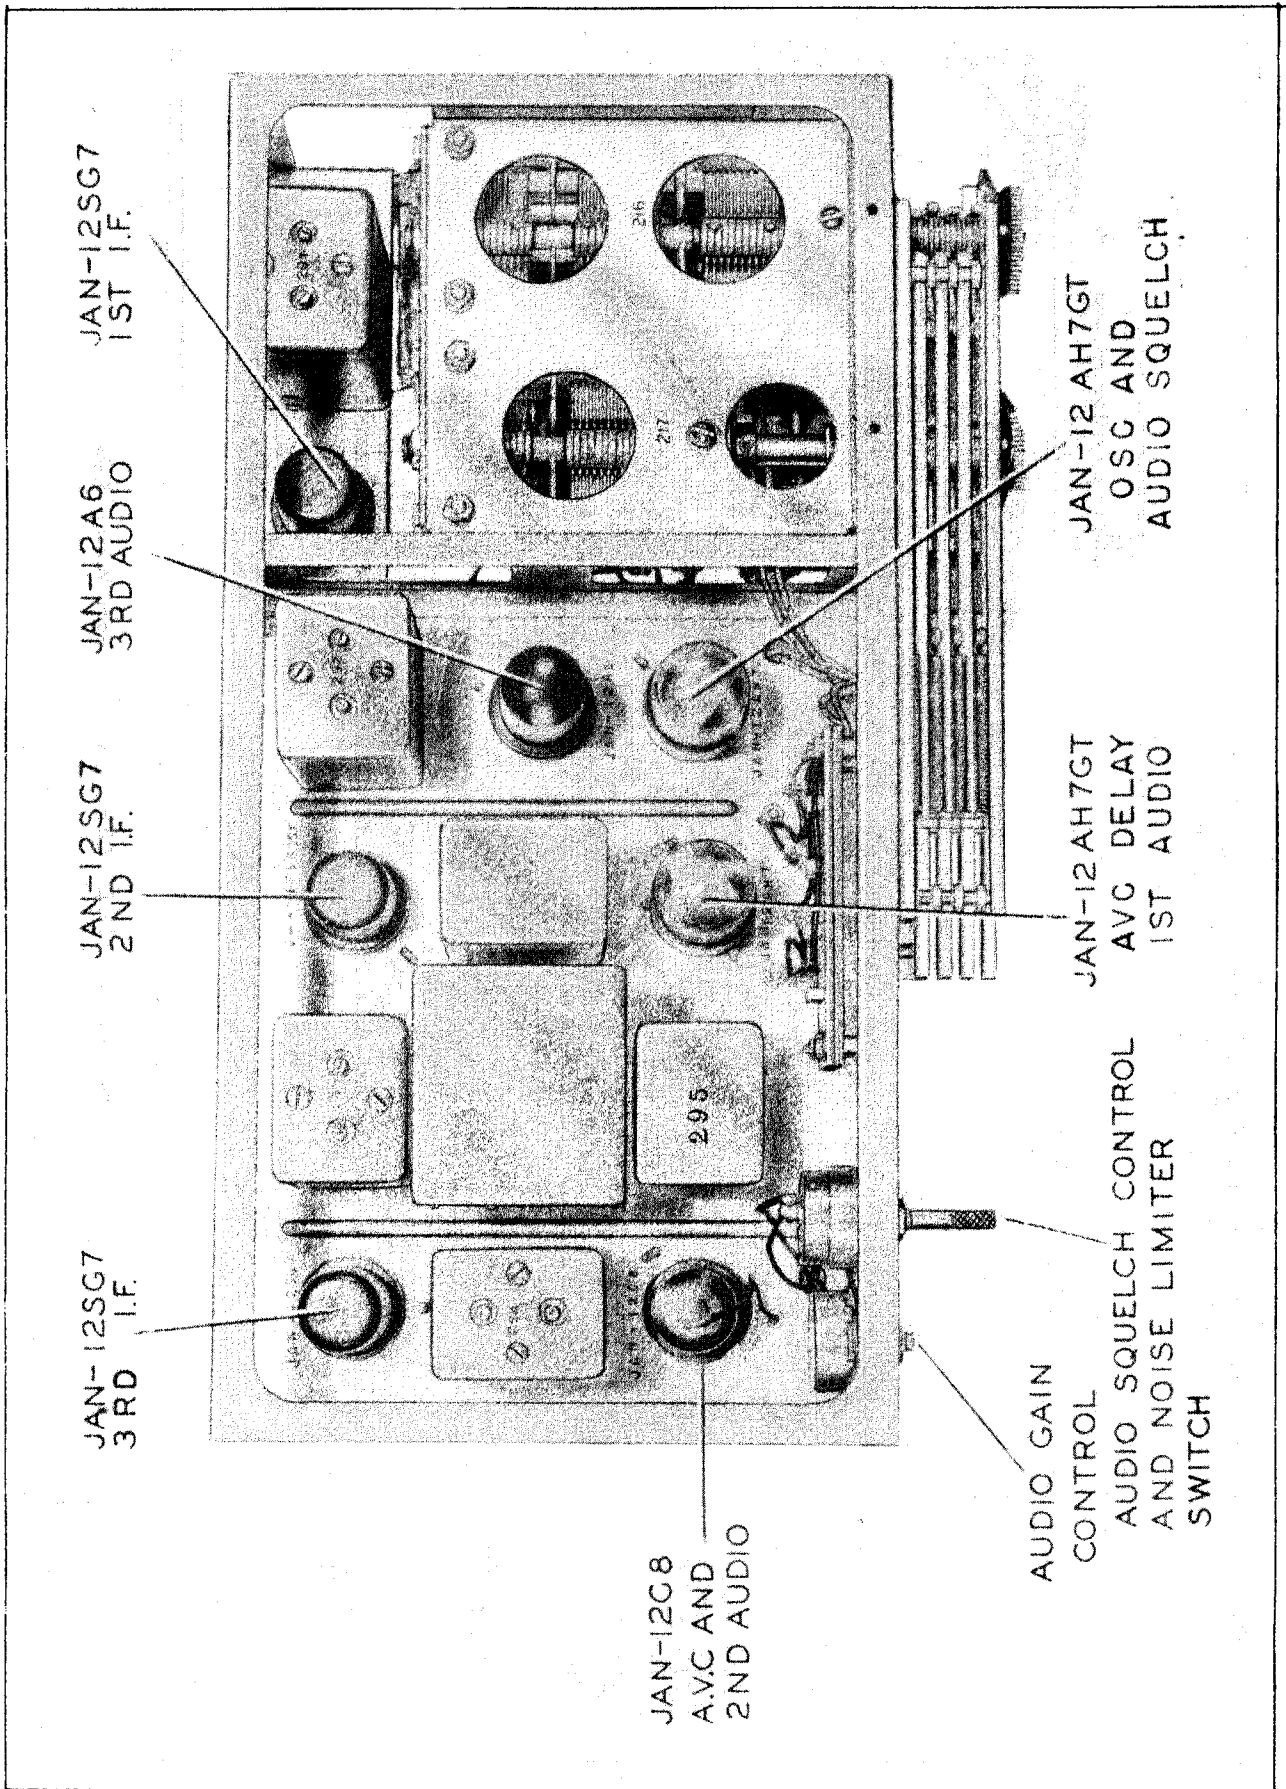 JAN-12SG7
3RD I.F.
JAN-12SG7
2ND I.F.
JAN-12A6
3RD AUDIO
JAN-12SG7
1ST I.F.
JAN-12C8
A.V.C AND
2ND AUDIO
AUDIO GAIN
CONTROL
AUDIO SQUELCH CONTROL
AND NOISE LIMITER
SWITCH
JAN-12AH7GT
AVC DELAY
1ST AUDIO
JAN-12AH7GT
OSC AND
AUDIO SQUELCH
295
217
216
JAN-12A6